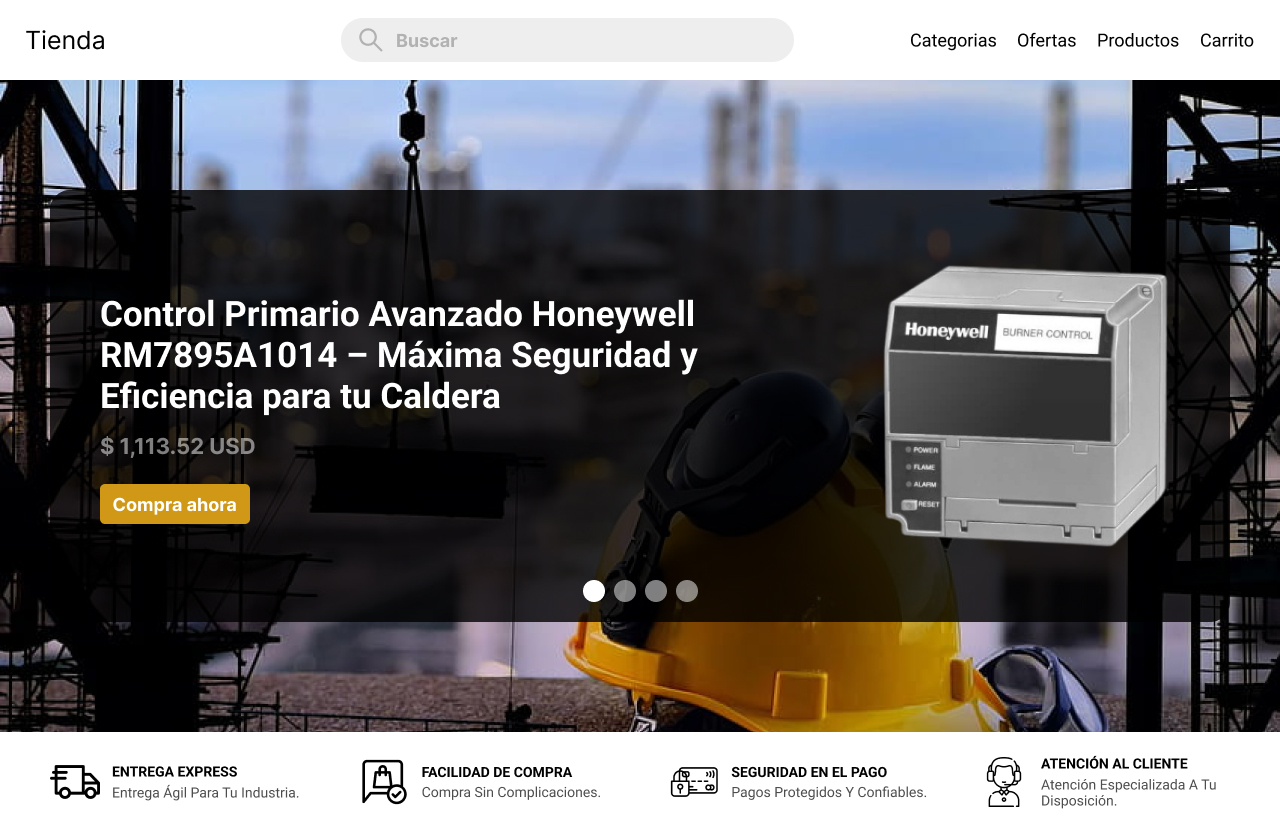 Tienda
Buscar
Categorias Ofertas Productos Carrito
Control Primario Avanzado Honeywell
RM7895A1014 – Máxima Seguridad y
Eficiencia para tu Caldera
$ 1,113.52 USD
Compra ahora
Honeywell
BURNER CONTROL
POWER
FLAME
ALARM
RESET
ENTREGA EXPRESS
Entrega Ágil Para Tu Industria.
FACILIDAD DE COMPRA
Compra Sin Complicaciones.
SEGURIDAD EN EL PAGO
Pagos Protegidos Y Confiables.
ATENCIÓN AL CLIENTE
Atención Especializada A Tu
Disposición.